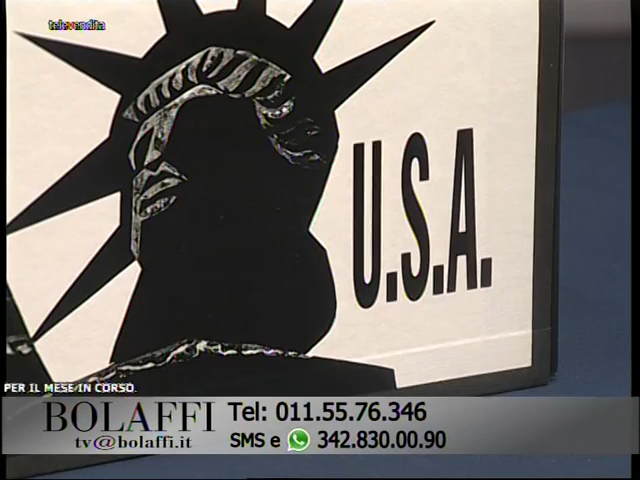 televendita
U.S.A.
PER IL MESE IN CORSO.
BOLAFFI
tv@bolaffi.it
Tel: 011.55.76.346
SMS e 342.830.00.90